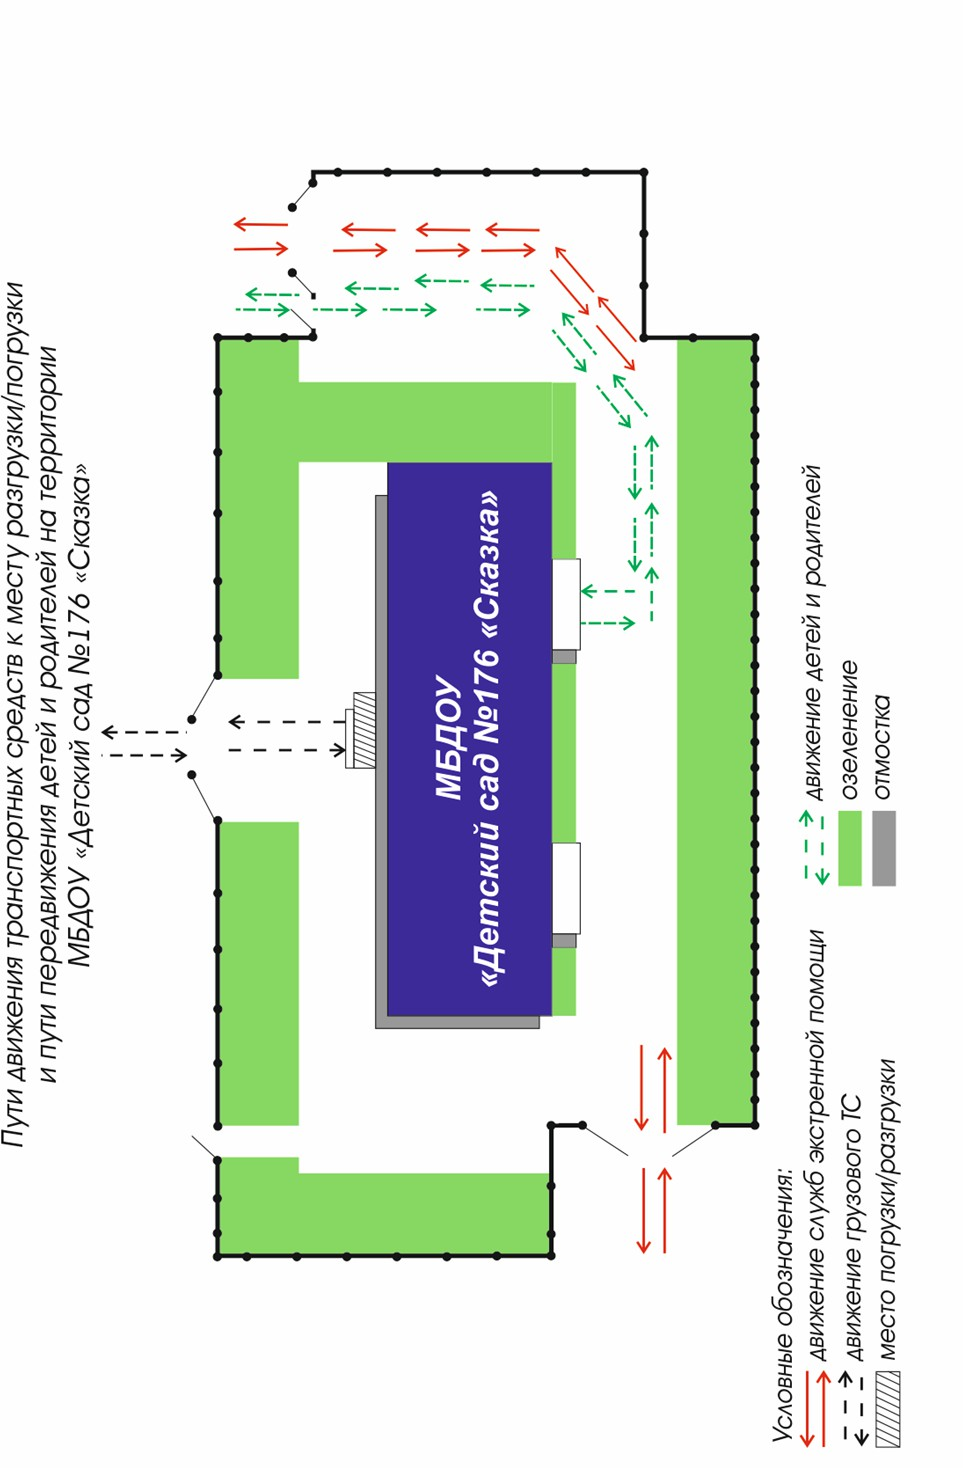 Пути движения транспортных средств к месту разгрузки/погрузки
и пути передвижения детей и родителей на территории
МБДОУ «Детский сад №176 «Сказка»
МБДОУ
«Детский сад №176 «Сказка»
Условные обозначения:
движение служб экстренной помощи
движение грузового ТС
место погрузки/разгрузки
движение детей и родителей
озеленение
отмостка